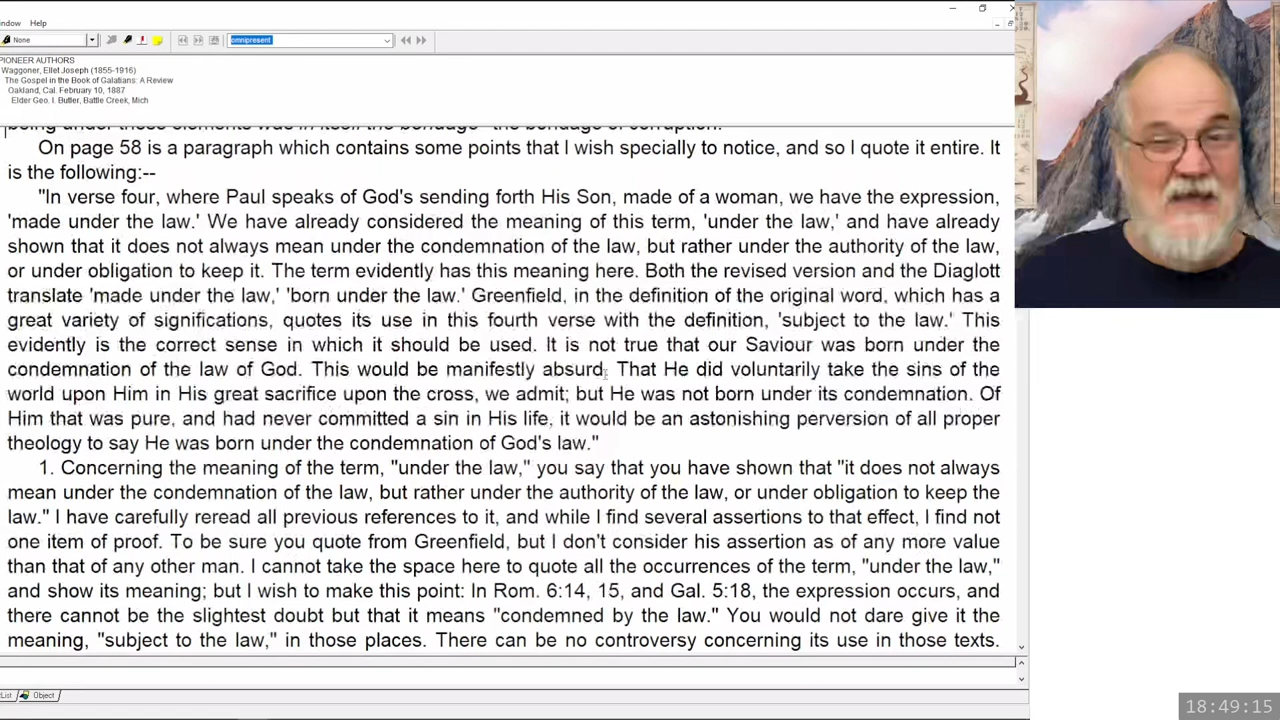 ndow Help
None
omnipresent
PIONEER AUTHORS
Waggoner, Ellet Joseph (1855-1916)
The Gospel in the Book of Galatians: A Review
Oakland, Cal. February 10, 1887
Elder Geo. I. Butler, Battle Creek, Mich
being under those elements was in itself the bondage--the bondage of corruption.
On page 58 is a paragraph which contains some points that I wish specially to notice, and so I quote it entire. It
is the following:--
"In verse four, where Paul speaks of God's sending forth His Son, made of a woman, we have the expression,
'made under the law.' We have already considered the meaning of this term, 'under the law,' and have already
shown that it does not always mean under the condemnation of the law, but rather under the authority of the law,
or under obligation to keep it. The term evidently has this meaning here. Both the revised version and the Diaglott
translate 'made under the law,' 'born under the law.' Greenfield, in the definition of the original word, which has a
great variety of significations, quotes its use in this fourth verse with the definition, 'subject to the law.' This
evidently is the correct sense in which it should be used. It is not true that our Saviour was born under the
condemnation of the law of God. This would be manifestly absurd. That He did voluntarily take the sins of the
world upon Him in His great sacrifice upon the cross, we admit; but He was not born under its condemnation. Of
Him that was pure, and had never committed a sin in His life, it would be an astonishing perversion of all proper
theology to say He was born under the condemnation of God's law."
1. Concerning the meaning of the term, "under the law," you say that you have shown that "it does not always
mean under the condemnation of the law, but rather under the authority of the law, or under obligation to keep the
law." I have carefully reread all previous references to it, and while I find several assertions to that effect, I find not
one item of proof. To be sure you quote from Greenfield, but I don't consider his assertion as of any more value
than that of any other man. I cannot take the space here to quote all the occurrences of the term, "under the law,"
and show its meaning; but I wish to make this point: In Rom. 6:14, 15, and Gal. 5:18, the expression occurs, and
there cannot be the slightest doubt but that it means "condemned by the law." You would not dare give it the
meaning, "subject to the law," in those places. There can be no controversy concerning its use in those texts.
List Object
18:49:15